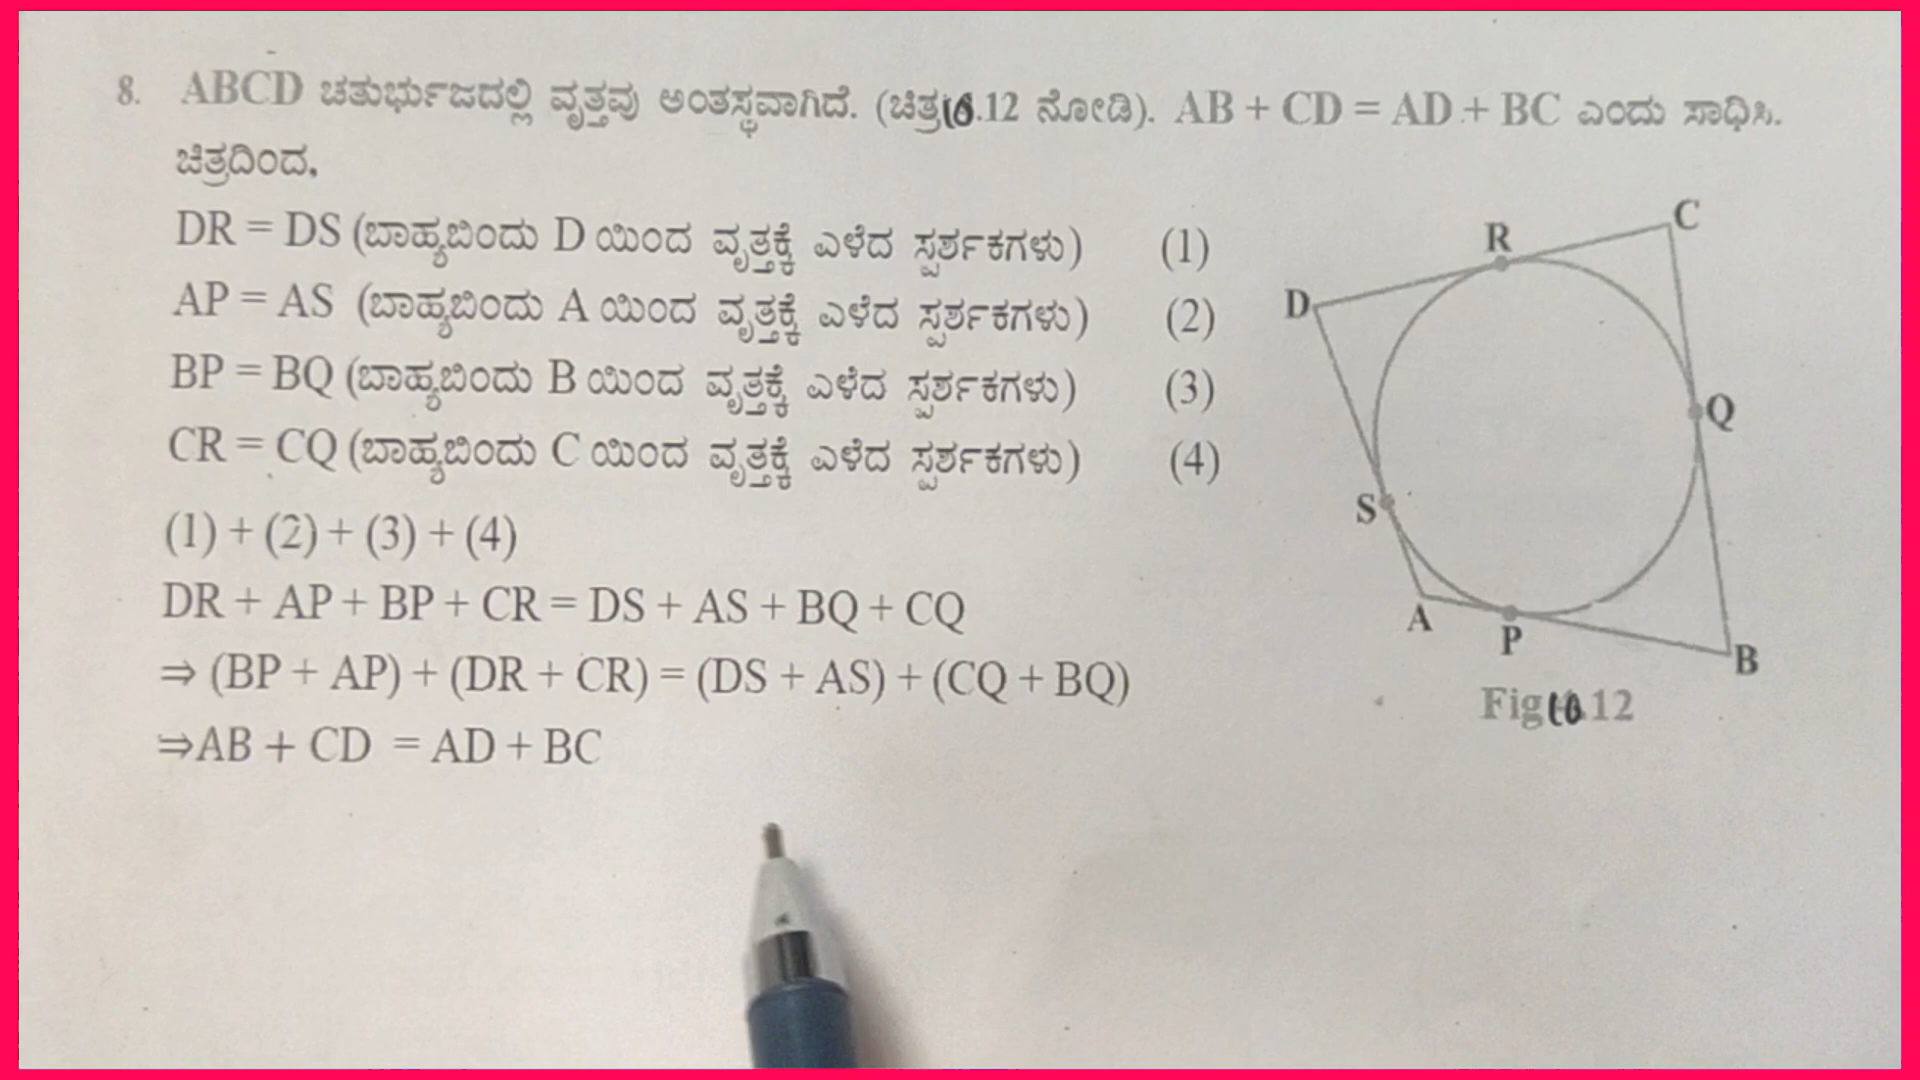 8. ABCD ಚತುರ್ಭುಜದಲ್ಲಿ ವೃತ್ತವು ಅಂತಸ್ಥವಾಗಿದೆ. (ಚಿತ್ರ10.12 ನೋಡಿ). AB + CD = AD + BC ಎಂದು ಸಾಧಿಸಿ.
ಚಿತ್ರದಿಂದ,
DR = DS (ಬಾಹ್ಯಬಿಂದು D ಯಿಂದ ವೃತ್ತಕ್ಕೆ ಎಳೆದ ಸ್ಪರ್ಶಕಗಳು) (1)
AP = AS (ಬಾಹ್ಯಬಿಂದು A ಯಿಂದ ವೃತ್ತಕ್ಕೆ ಎಳೆದ ಸ್ಪರ್ಶಕಗಳು) (2)
BP = BQ (ಬಾಹ್ಯಬಿಂದು B ಯಿಂದ ವೃತ್ತಕ್ಕೆ ಎಳೆದ ಸ್ಪರ್ಶಕಗಳು) (3)
CR = CQ (ಬಾಹ್ಯಬಿಂದು C ಯಿಂದ ವೃತ್ತಕ್ಕೆ ಎಳೆದ ಸ್ಪರ್ಶಕಗಳು) (4)
(1) + (2) + (3) + (4)
DR + AP + BP + CR = DS + AS + BQ + CQ
⇒ (BP + AP) + (DR + CR) = (DS + AS) + (CQ + BQ)
⇒AB + CD = AD + BC
C
R
D
Q
S
A
P
B
Fig 10.12